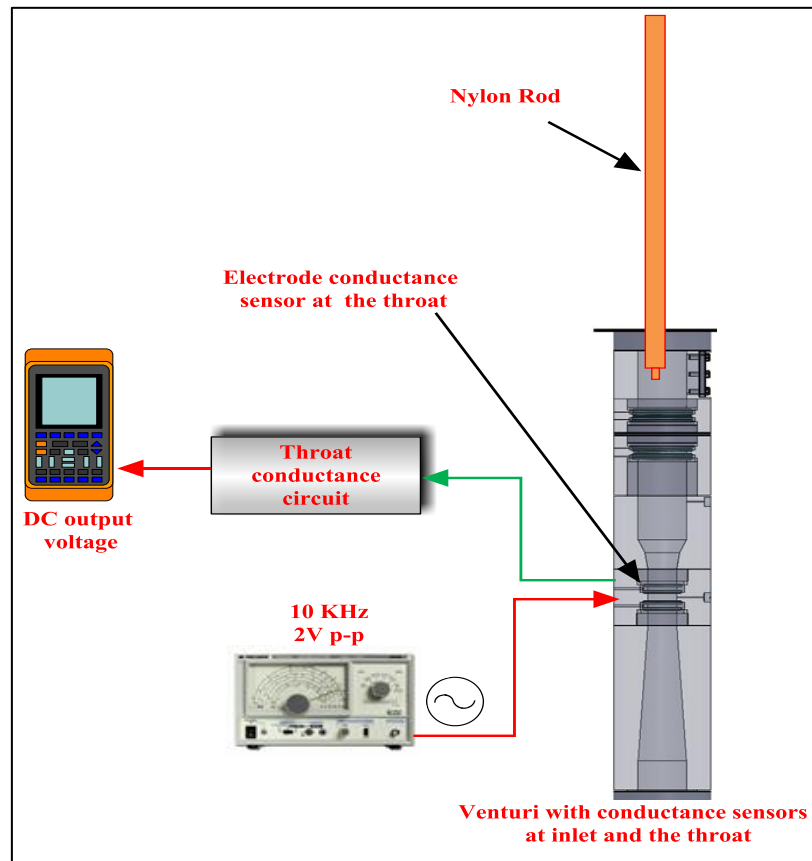 Nylon Rod
Electrode conductance
sensor at the throat
Throat
conductance
circuit
DC output
voltage
10 KHz
2V p-p
Venturi with conductance sensors
at inlet and the throat